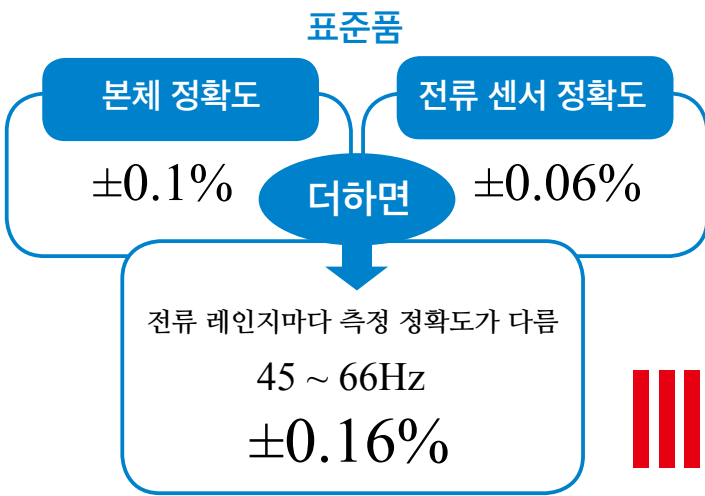 표준품
본체 정확도
전류 센서 정확도
±0.1%
더하면
±0.06%
전류 레인지마다 측정 정확도가 다름
45 ~ 66Hz
±0.16%